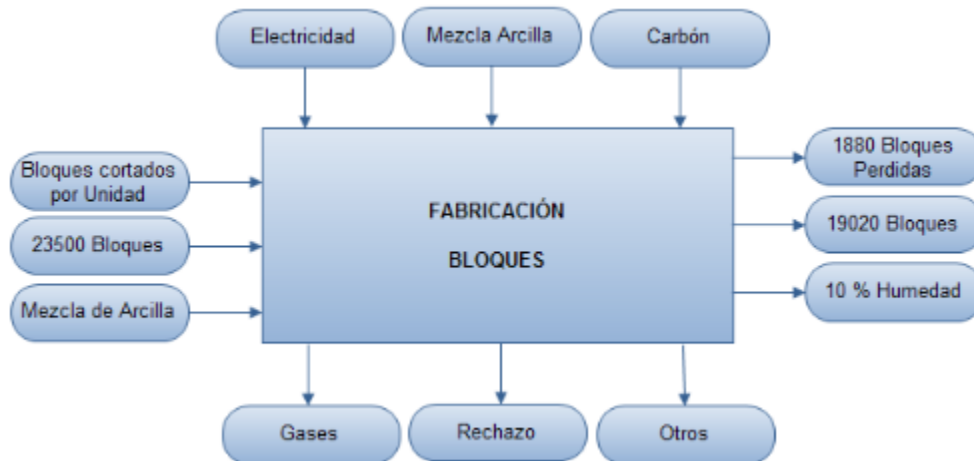 Electricidad
Mezcla Arcilla
Carbón
Bloques cortados
por Unidad
23500 Bloques
Mezcla de Arcilla
FABRICACIÓN
BLOQUES
1880 Bloques
Perdidas
19020 Bloques
10 % Humedad
Gases
Rechazo
Otros